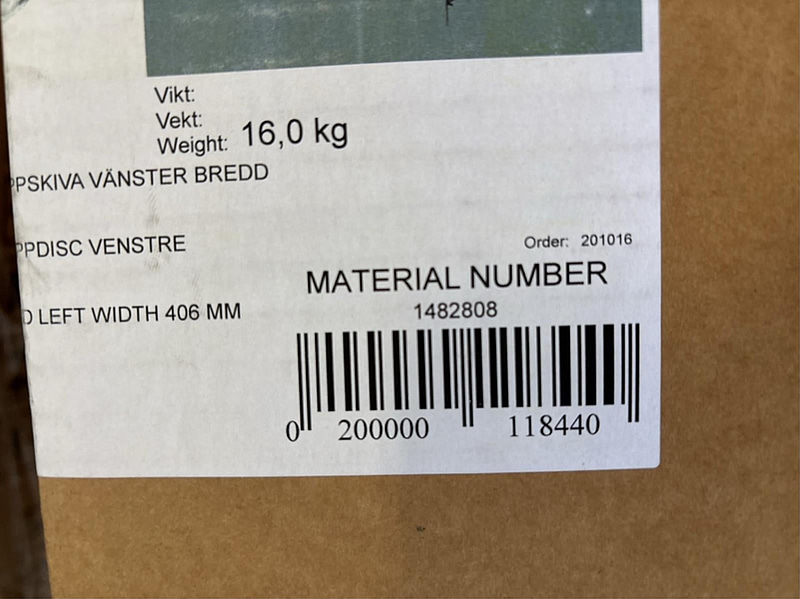 Vikt:
Vekt:
Weight: 16,0 kg
PPSKIVA VÄNSTER BREDD
PPDISC VENSTRE
Order: 201016
MATERIAL NUMBER
LEFT WIDTH 406 MM
1482808
0 200000 118440